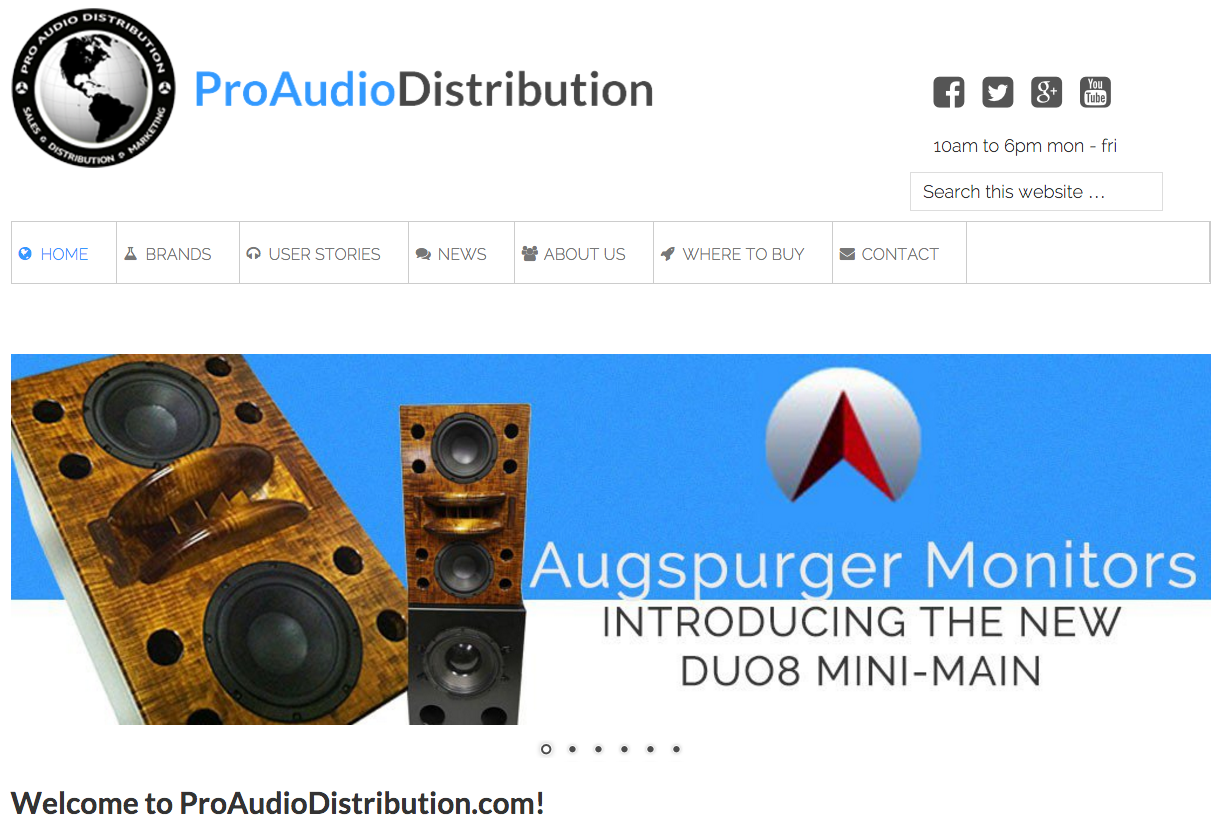 PRO AUDIO DISTRIBUTION
SALES & DISTRIBUTION & MARKETING
ProAudioDistribution
You
Tube
10am to 6pm mon - fri
Search this website …
HOME
BRANDS
USER STORIES
NEWS
ABOUT US
WHERE TO BUY
CONTACT
Augspurger Monitors
INTRODUCING THE NEW
DUO8 MINI-MAIN
Welcome to ProAudioDistribution.com!